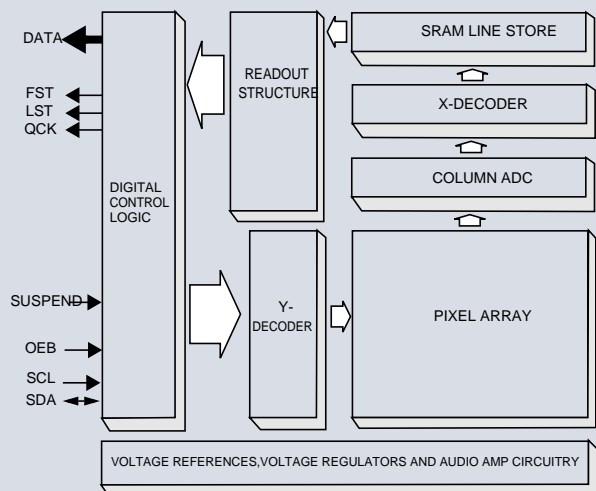 DATA
FST
LST
QCK
SUSPEND
OEB
SCL
SDA
DIGITAL
CONTROL
LOGIC
READOUT
STRUCTURE
Y-
DECODER
SRAM LINE STORE
X-DECODER
COLUMN ADC
PIXEL ARRAY
VOLTAGE REFERENCES,VOLTAGE REGULATORS AND AUDIO AMP CIRCUITRY